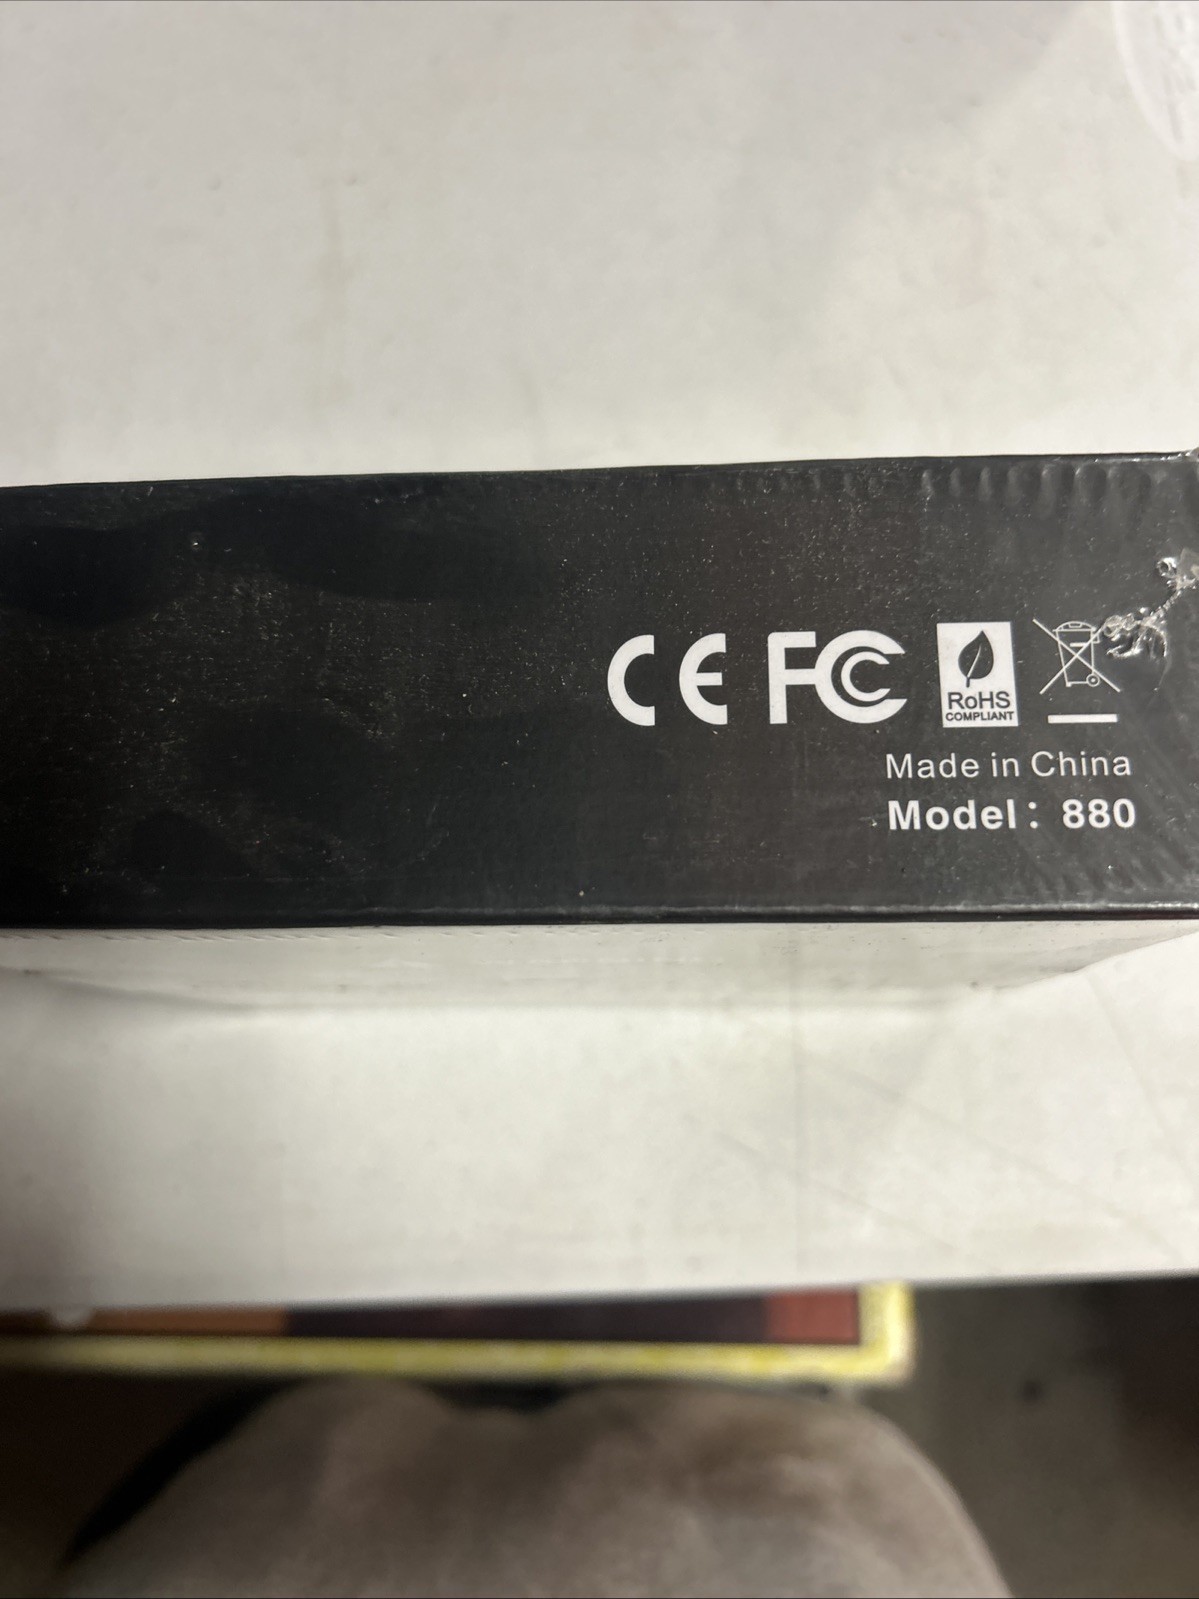 CE FC RoHS
COMPLIANT
Made in China
Model: 880